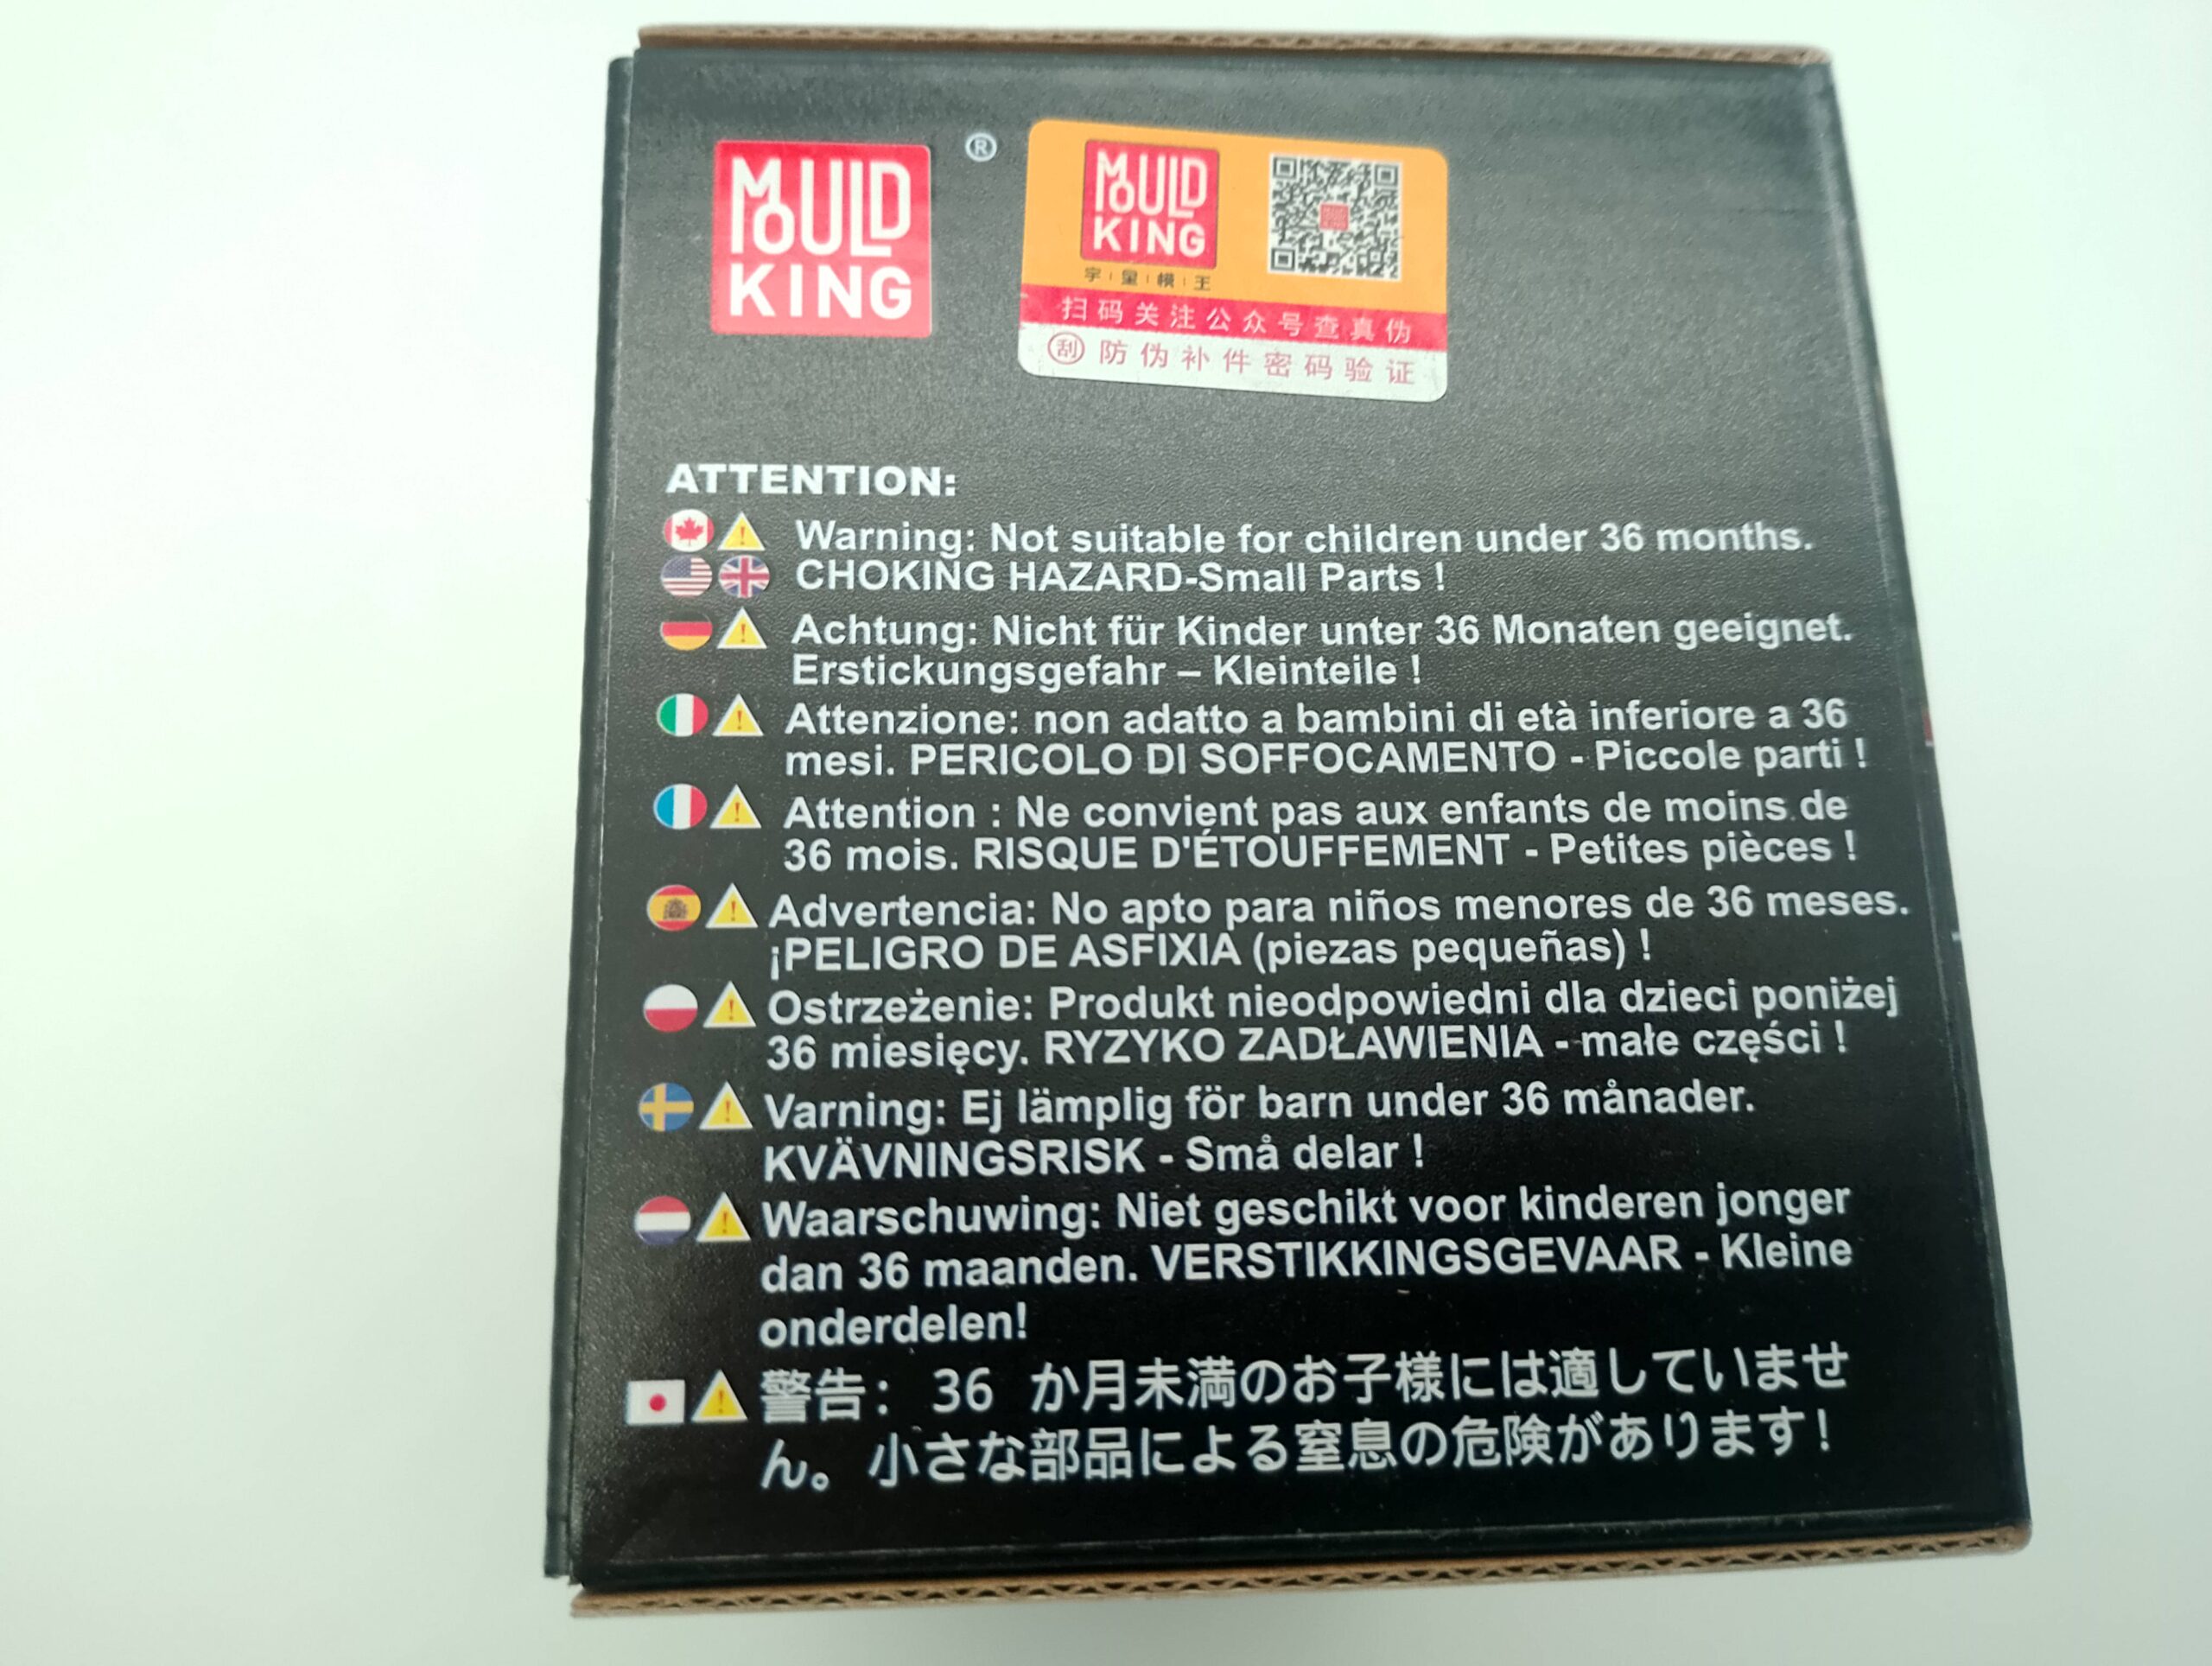 MOULD
KING
®
MOULD
KING
宇星模王
扫码关注公众号查真伪
刮 防伪补件密码验证
ATTENTION:
Warning: Not suitable for children under 36 months.
CHOKING HAZARD-Small Parts !
Achtung: Nicht für Kinder unter 36 Monaten geeignet.
Erstickungsgefahr – Kleinteile !
Attenzione: non adatto a bambini di età inferiore a 36
mesi. PERICOLO DI SOFFOCAMENTO - Piccole parti !
Attention : Ne convient pas aux enfants de moins de
36 mois. RISQUE D'ÉTOUFFEMENT - Petites pièces !
Advertencia: No apto para niños menores de 36 meses.
¡PELIGRO DE ASFIXIA (piezas pequeñas) !
Ostrzeżenie: Produkt nieodpowiedni dla dzieci poniżej
36 miesięcy. RYZYKO ZADŁAWIENIA - małe części !
Varning: Ej lämplig för barn under 36 månader.
KVÄVNINGSRISK - Små delar !
Waarschuwing: Niet geschikt voor kinderen jonger
dan 36 maanden. VERSTIKKINGSGEVAAR - Kleine
onderdelen!
警告： 36 か月未満のお子様には適していませ
ん。小さな部品による窒息の危険があります！